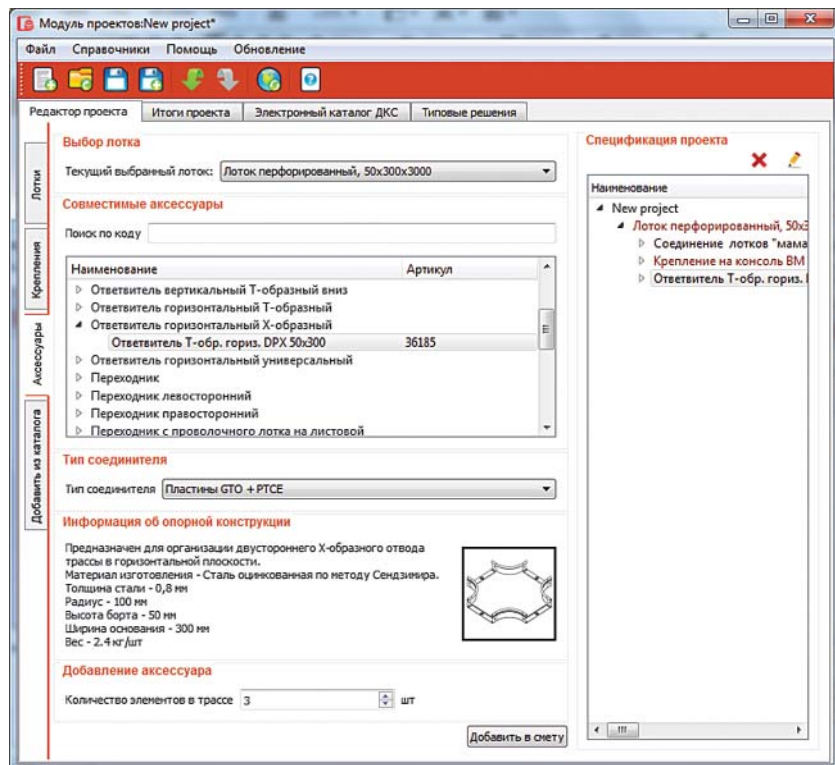 Модуль проектов:New project*
Файл Справочники Помощь Обновление
Редактор проекта Итоги проекта Электронный каталог ДКС Типовые решения
Лотки
Крепления
Аксессуары
Добавить из каталога
Выбор лотка
Текущий выбранный лоток: Лоток перфорированный, 50x300x3000
Совместимые аксессуары
Поиск по коду
Наименование Артикул
Ответвитель вертикальный Т-образный вниз
Ответвитель горизонтальный Т-образный
Ответвитель горизонтальный Х-образный
Ответвитель Т-обр. гориз. DPX 50x300 36185
Ответвитель горизонтальный универсальный
Переходник
Переходник левосторонний
Переходник правосторонний
Переходник с проволочного лотка на листовой
Тип соединителя
Тип соединителя Пластины GTO + PTCE
Информация об опорной конструкции
Предназначен для организации двустороннего Х-образного отвода
трассы в горизонтальной плоскости.
Материал изготовления - Сталь оцинкованная по методу Сендзимира.
Толщина стали - 0,8 мм
Радиус - 100 мм
Высота борта - 50 мм
Ширина основания - 300 мм
Вес - 2.4 кг/шт
Добавление аксессуара
Количество элементов в трассе 3 шт
Добавить в смету
Спецификация проекта
Наименование
New project
Лоток перфорированный, 50x3
Соединение лотков "мама
Крепление на консоль BM
Ответвитель Т-обр. гориз.